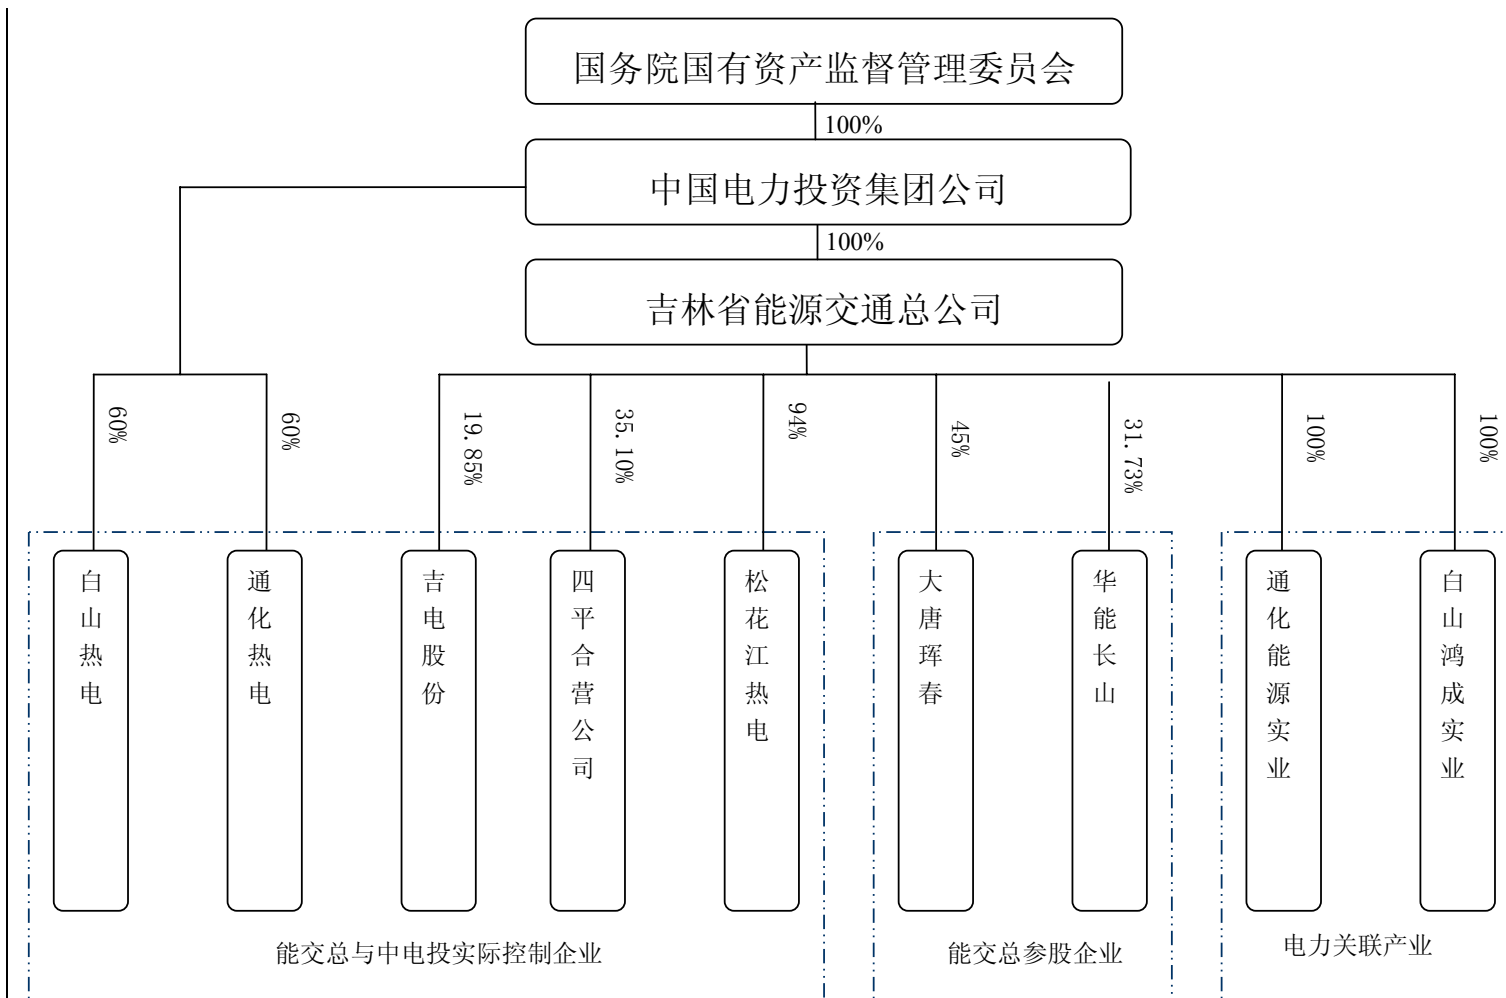 国务院国有资产监督管理委员会
100%
中国电力投资集团公司
100%
吉林省能源交通总公司
60%
60%
19.85%
35.10%
94%
45%
31.73%
100%
100%
白山热电
通化热电
吉电股份
四平合营公司
松花江热电
大唐珲春
华能长山
通化能源实业
白山鸿成实业
能交总与中电投实际控制企业
能交总参股企业
电力关联产业